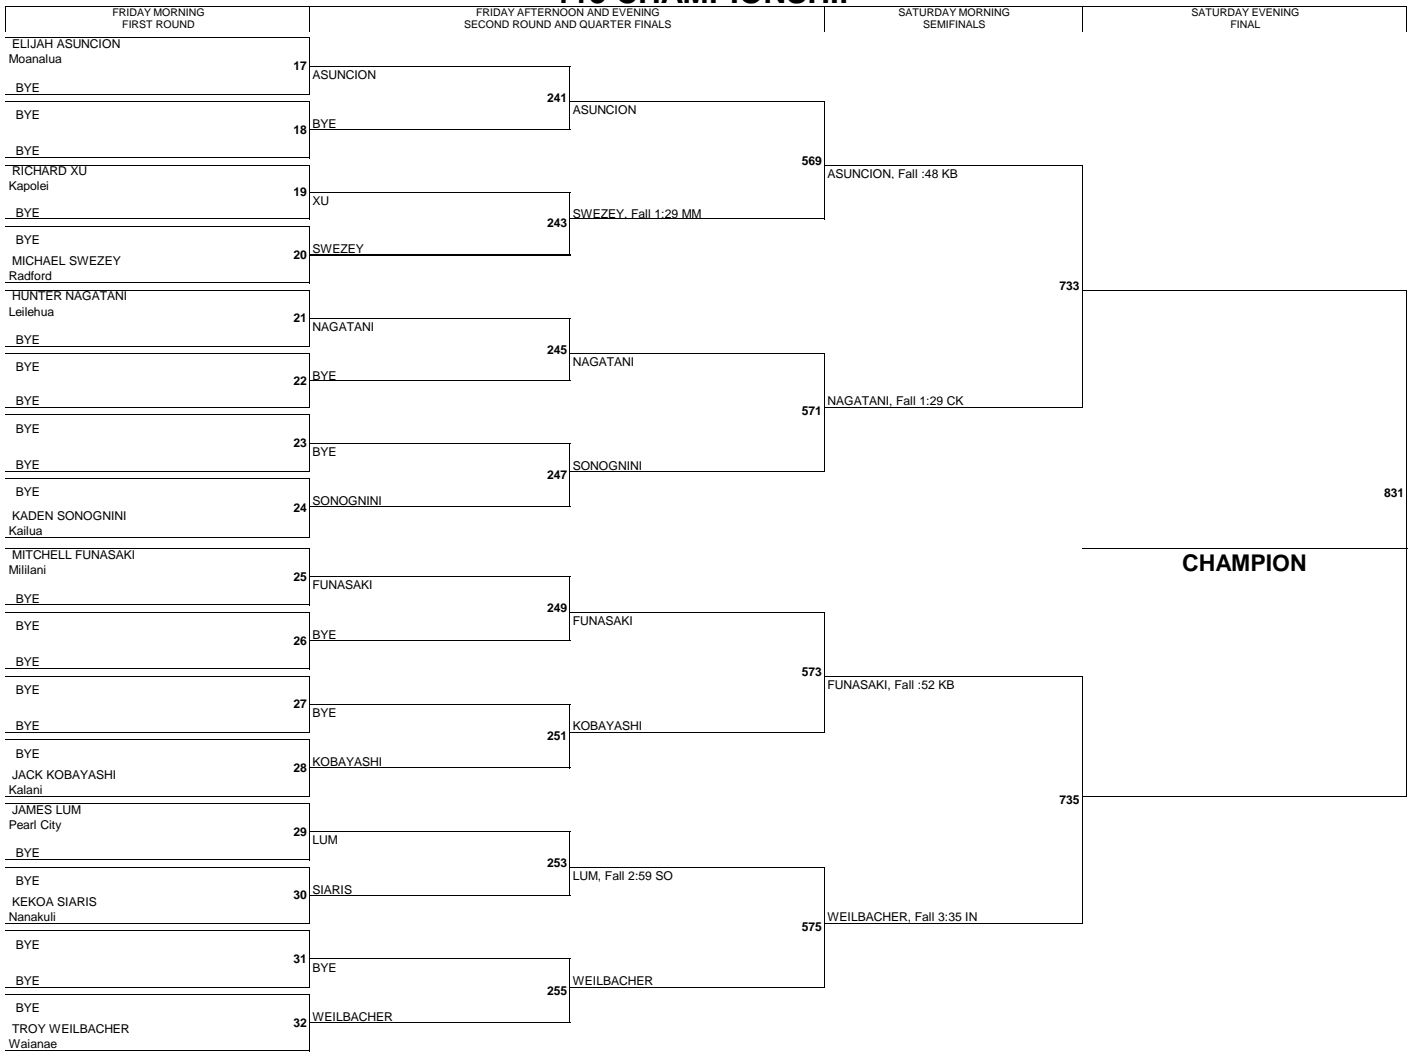 FRIDAY MORNING
FIRST ROUND
FRIDAY AFTERNOON AND EVENING
SECOND ROUND AND QUARTER FINALS
SATURDAY MORNING
SEMIFINALS
SATURDAY EVENING
FINAL
ELIJAH ASUNCION
Moanalua
17
BYE
ASUNCION
241
BYE
18
BYE
BYE
ASUNCION
569
RICHARD XU
Kapolei
19
BYE
XU
243
SWEZEY, Fall 1:29 MM
BYE
20
SWEZEY
MICHAEL SWEZEY
Radford
ASUNCION, Fall :48 KB
733
HUNTER NAGATANI
Leilehua
21
BYE
NAGATANI
245
NAGATANI
BYE
22
BYE
BYE
571
NAGATANI, Fall 1:29 CK
BYE
23
BYE
BYE
247
SONOGNINI
BYE
24
SONOGNINI
KADEN SONOGNINI
Kailua
831
CHAMPION
MITCHELL FUNASAKI
Mililani
25
BYE
FUNASAKI
249
FUNASAKI
BYE
26
BYE
BYE
573
FUNASAKI, Fall :52 KB
BYE
27
BYE
BYE
251
KOBAYASHI
BYE
28
KOBAYASHI
JACK KOBAYASHI
Kalani
735
JAMES LUM
Pearl City
29
BYE
LUM
253
LUM, Fall 2:59 SO
BYE
30
SIARIS
KEKOA SIARIS
Nanakuli
575
WEILBACHER, Fall 3:35 IN
BYE
31
BYE
BYE
255
WEILBACHER
BYE
32
WEILBACHER
TROY WEILBACHER
Waianae